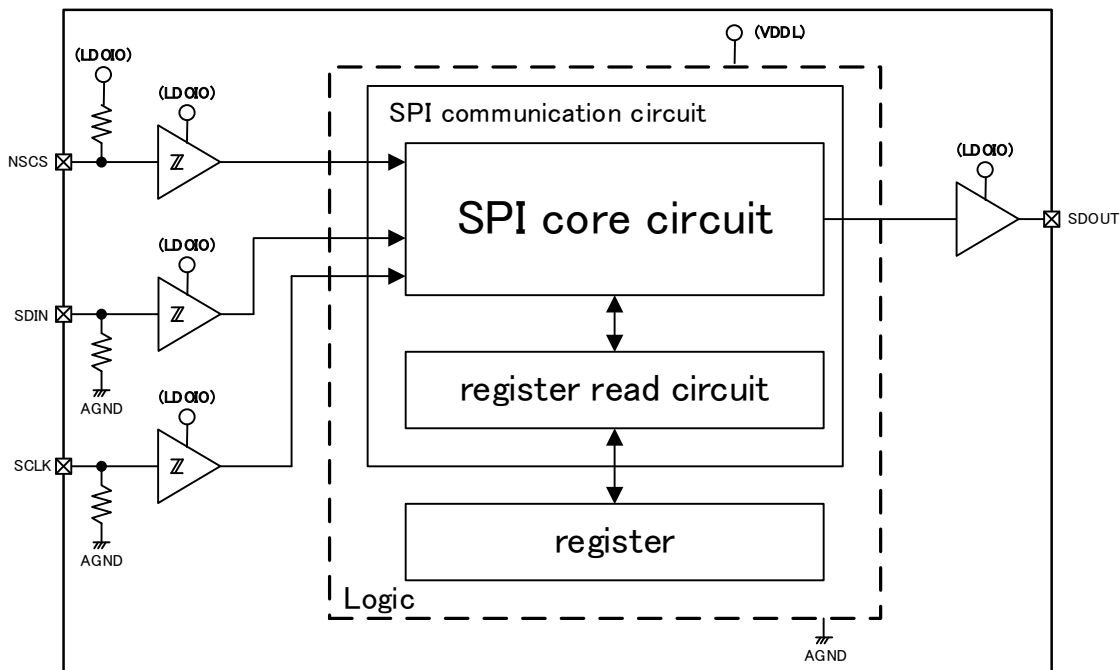 (VDDL)
(LDOIO)
(LDOIO)
SPI communication circuit
NSCS
SPI core circuit
(LDOIO)
SDOUT
(LDOIO)
SDIN
AGND
register read circuit
(LDOIO)
SCLK
AGND
register
Logic
AGND